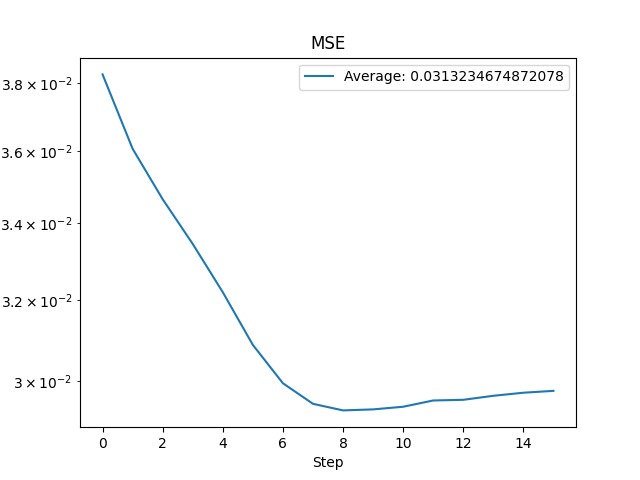 MSE
Average: 0.0313234674872078
3.8 × 10⁻²
3.6 × 10⁻²
3.4 × 10⁻²
3.2 × 10⁻²
3 × 10⁻²
0 2 4 6 8 10 12 14
Step